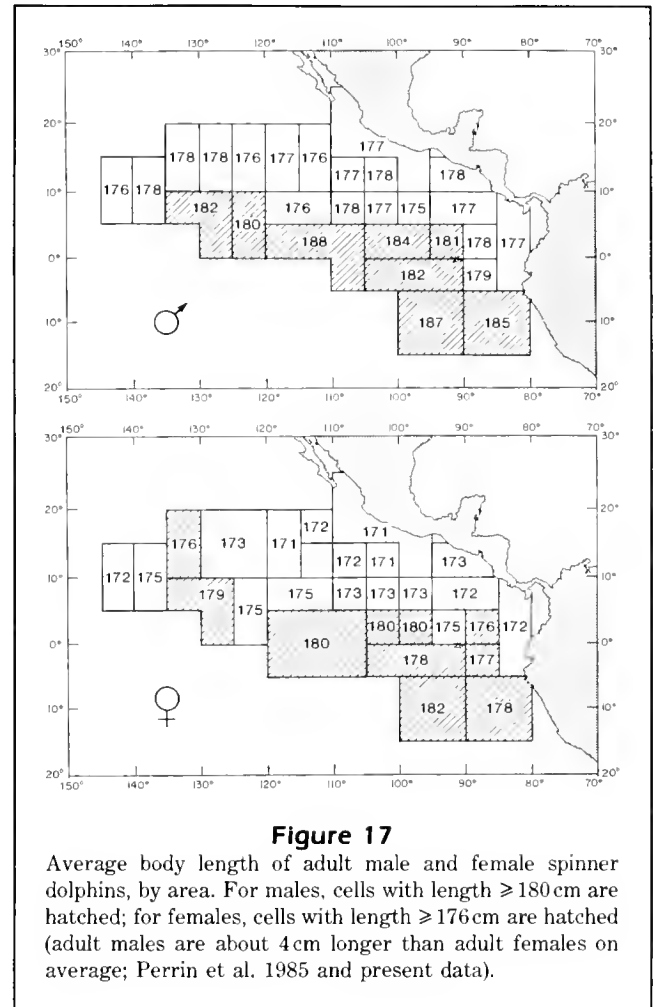 150° 140° 130° 120° 110° 100° 90° 80° 70°
30° 30°
20° 20°
177
178 178 176 177 176
176 178 177 178 178
10° 10°
182 180 176 178 177 175 177
188 184 181 178 177
0° 0°
182 179
187 185
10° 10°
♂
20° 20°
150° 140° 130° 120° 110° 100° 90° 80° 70°
30° 30°
20° 20°
172 171
176 173 171
172 175 172 171 173
10° 10°
179 175 175 173 173 173 172
180 180 180 175 176 172
0° 0°
178 177
182 178
10° 10°
♀
20° 20°
150° 140° 130° 120° 110° 100° 90° 80° 70°
Figure 17
Average body length of adult male and female spinner
dolphins, by area. For males, cells with length ⩾ 180 cm are
hatched; for females, cells with length ⩾ 176 cm are hatched
(adult males are about 4 cm longer than adult females on
average; Perrin et al. 1985 and present data).